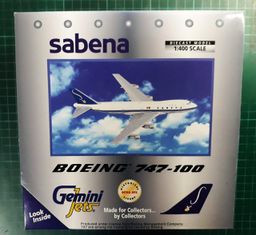 sabena
DIECAST MODEL
1:400 SCALE
BOEING 747-100
Gemini
Jets
Look
Inside
Made for Collectors...
by Collectors
S